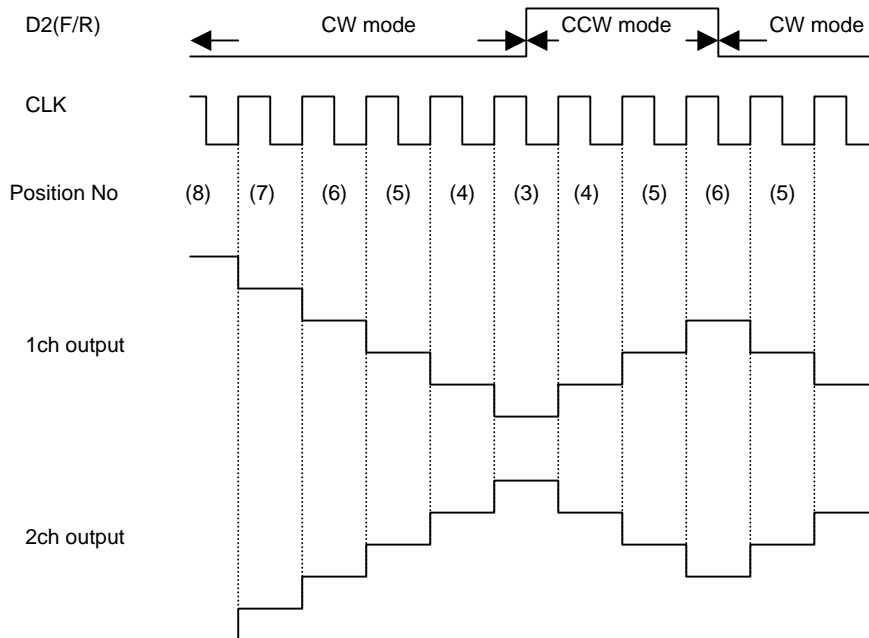 D2(F/R) CW mode CCW mode CW mode
CLK
Position No (8) (7) (6) (5) (4) (3) (4) (5) (6) (5)
1ch output
2ch output